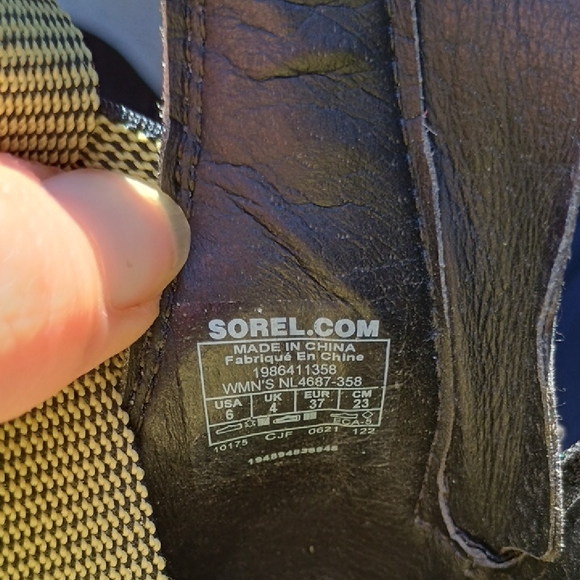 SOREL.COM
MADE IN CHINA
Fabriqué En Chine
1986411358
WMN'S NL4687-358
USA UK EUR CM
6 4 37 23
10175 CJF 0621 122